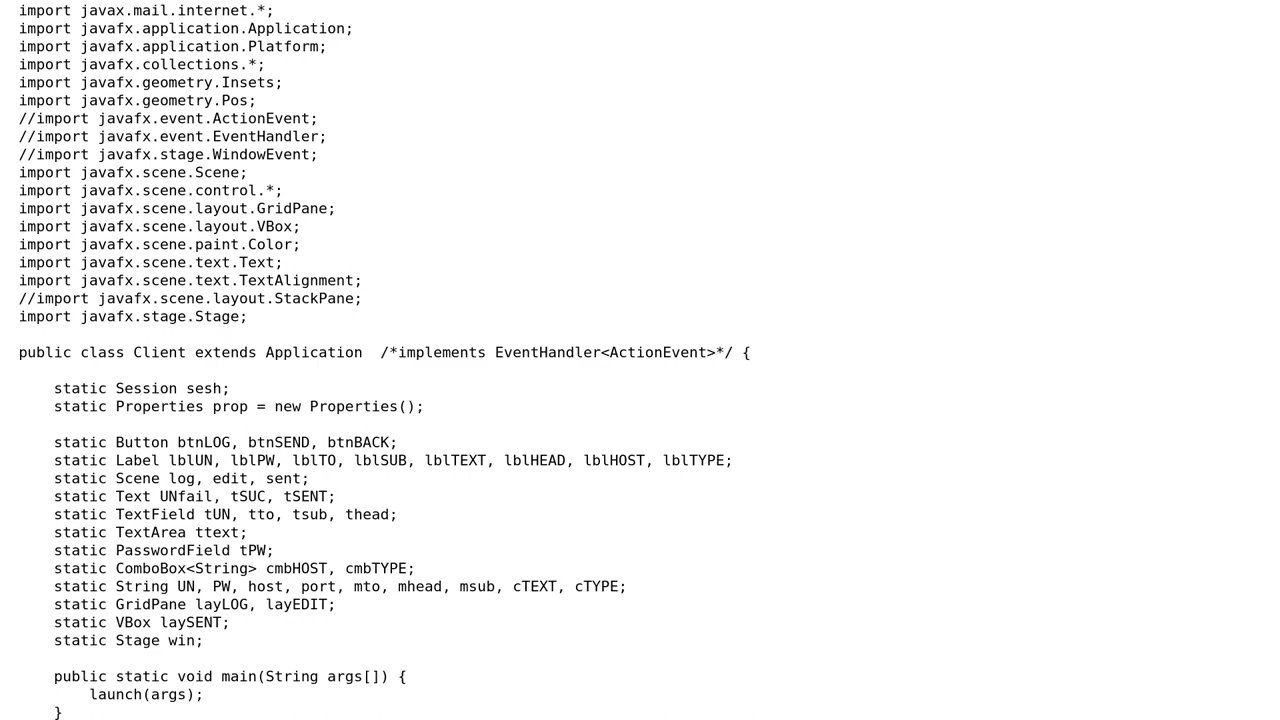 import javax.mail.internet.*;
import javafx.application.Application;
import javafx.application.Platform;
import javafx.collections.*;
import javafx.geometry.Insets;
import javafx.geometry.Pos;
//import javafx.event.ActionEvent;
//import javafx.event.EventHandler;
//import javafx.stage.WindowEvent;
import javafx.scene.Scene;
import javafx.scene.control.*;
import javafx.scene.layout.GridPane;
import javafx.scene.layout.VBox;
import javafx.scene.paint.Color;
import javafx.scene.text.Text;
import javafx.scene.text.TextAlignment;
//import javafx.scene.layout.StackPane;
import javafx.stage.Stage;

public class Client extends Application  /*implements EventHandler<ActionEvent>*/ {

    static Session sesh;
    static Properties prop = new Properties();

    static Button btnLOG, btnSEND, btnBACK;
    static Label lblUN, lblPW, lblTO, lblSUB, lblTEXT, lblHEAD, lblHOST, lblTYPE;
    static Scene log, edit, sent;
    static Text UNfail, tSUC, tSENT;
    static TextField tUN, tto, tsub, thead;
    static TextArea ttext;
    static PasswordField tPW;
    static ComboBox<String> cmbHOST, cmbTYPE;
    static String UN, PW, host, port, mto, mhead, msub, cTEXT, cTYPE;
    static GridPane layLOG, layEDIT;
    static VBox laySENT;
    static Stage win;

    public static void main(String args[]) {
        launch(args);
    }